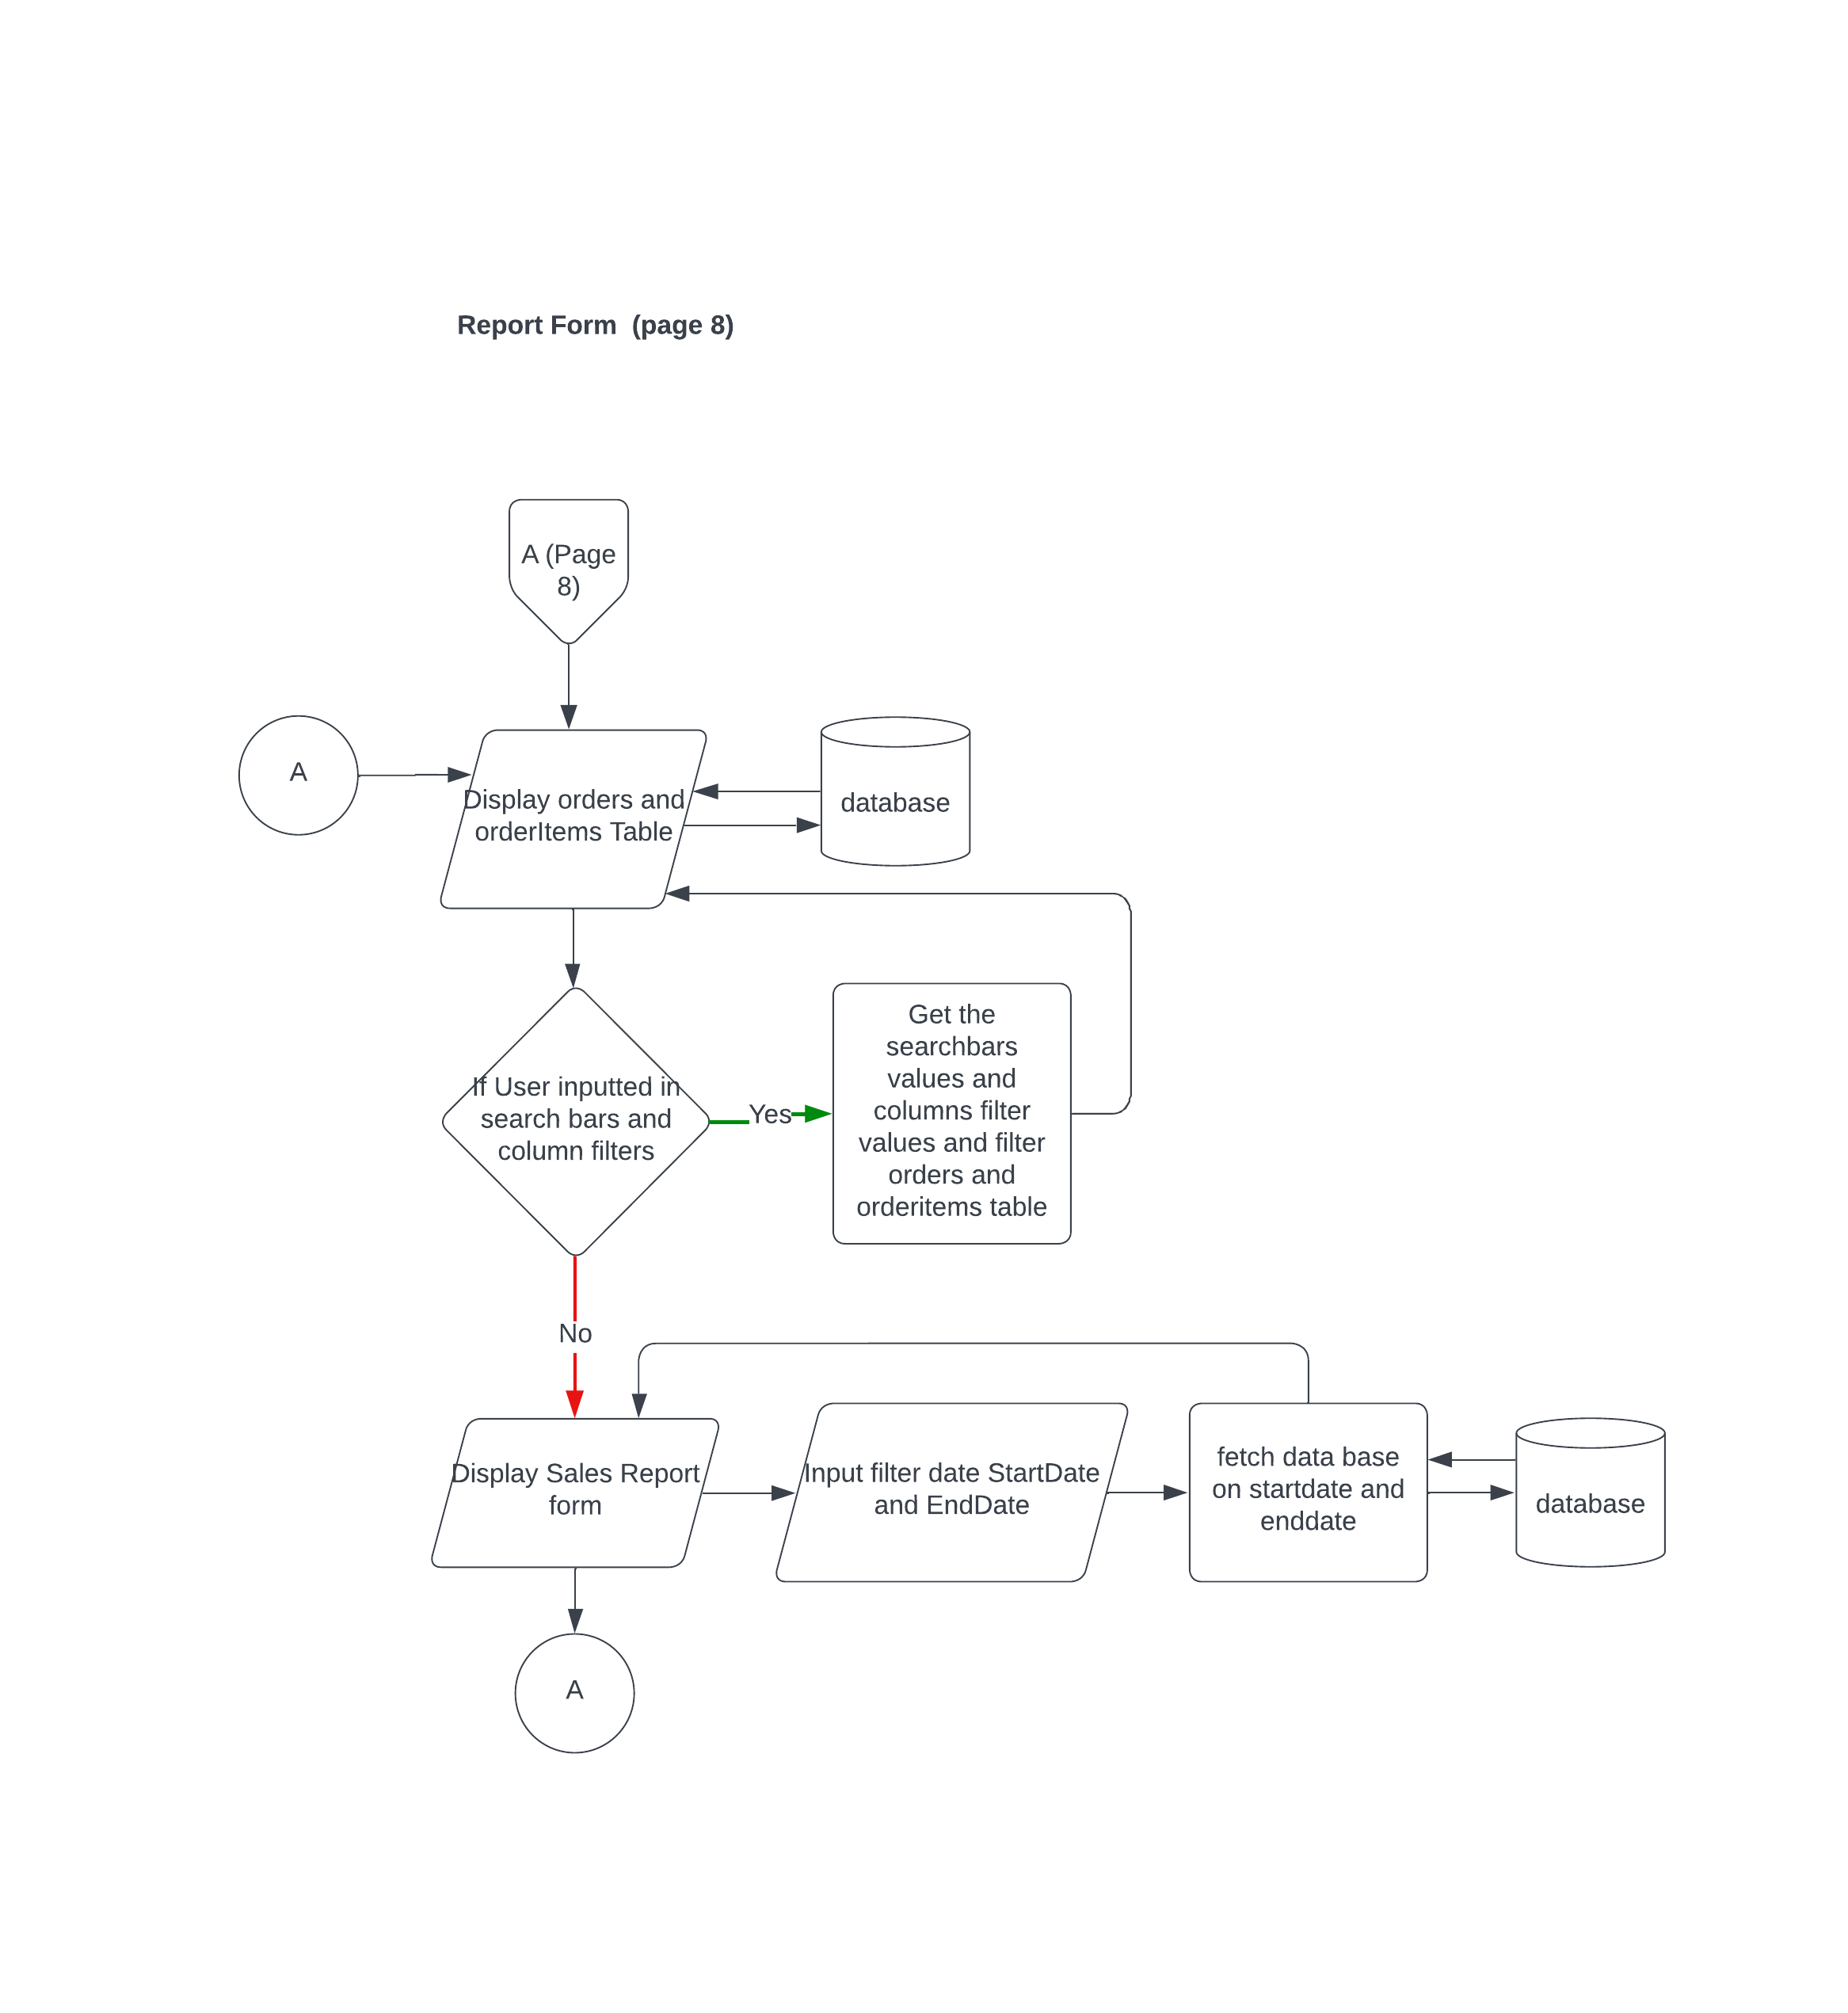 Report Form  (page 8)
A (Page
8)
A
Display orders and
orderItems Table
database
If User inputted in
search bars and
column filters
Yes
Get the
searchbars
values and
columns filter
values and filter
orders and
orderitems table
No
Display Sales Report
form
Input filter date StartDate
and EndDate
fetch data base
on startdate and
enddate
database
A